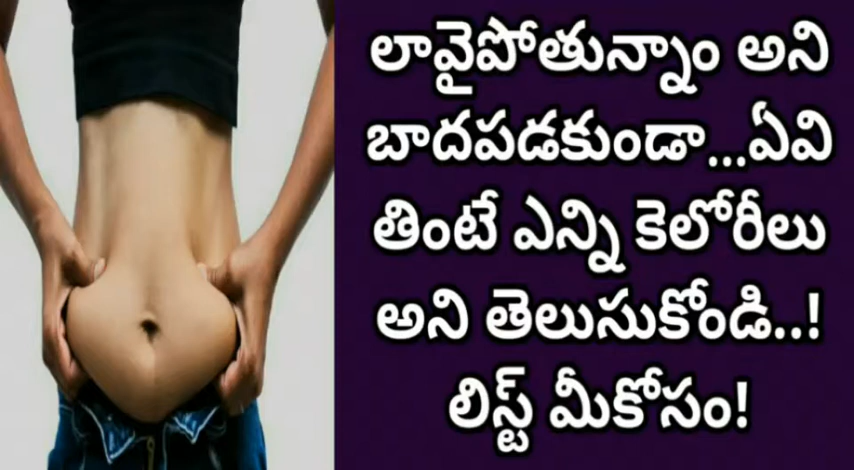 లావైపోతున్నాం అని
బాదపడకుండా...ఏవి
తింటే ఎన్ని కెలోరీలు
అని తెలుసుకోండి..!
లిస్ట్ మీకోసం!